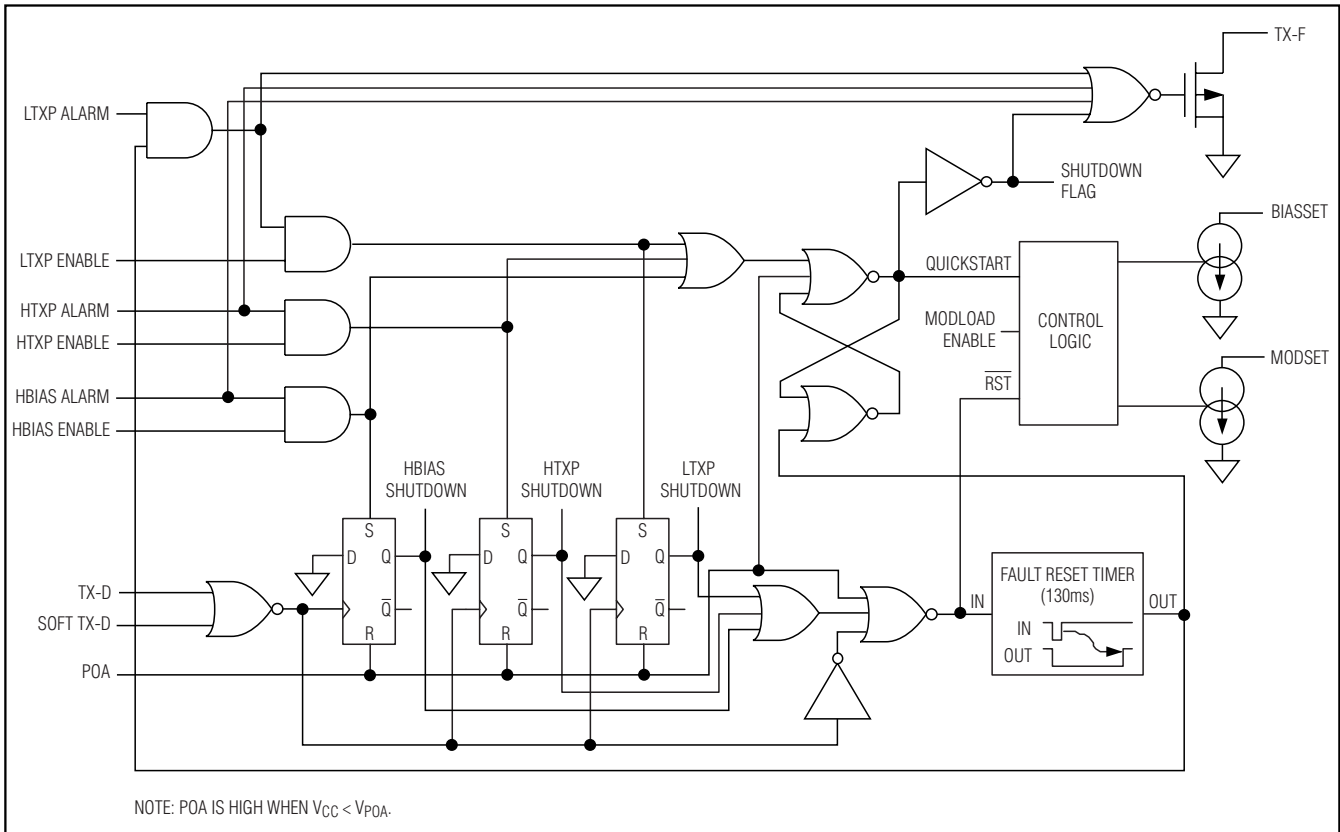 TX-F
LTXP ALARM
SHUTDOWN
FLAG
BIASSET
LTXP ENABLE
QUICKSTART
HTXP ALARM
HTXP ENABLE
MODLOAD
ENABLE
CONTROL
LOGIC
MODSET
RST
HBIAS ALARM
HBIAS ENABLE
HBIAS
SHUTDOWN
HTXP
SHUTDOWN
LTXP
SHUTDOWN
S
D
Q
Q
R
S
D
Q
Q
R
S
D
Q
Q
R
TX-D
SOFT TX-D
POA
IN
FAULT RESET TIMER
(130ms)
IN
OUT
OUT
NOTE: POA IS HIGH WHEN VCC < VPOA.